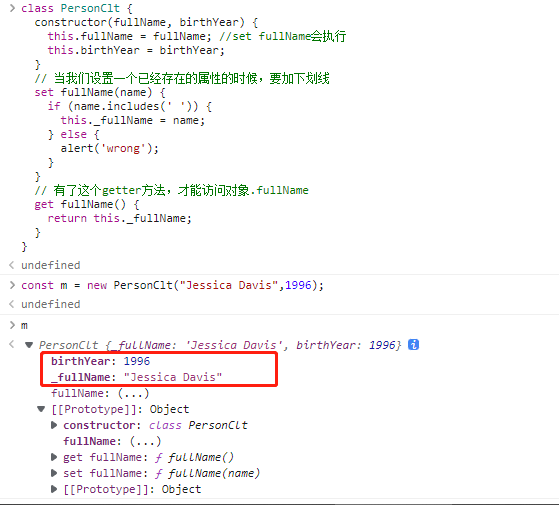 class PersonClt {
constructor(fullName, birthYear) {
this.fullName = fullName; //set fullName会执行
this.birthYear = birthYear;
}
// 当我们设置一个已经存在的属性的时候，要加下划线
set fullName(name) {
if (name.includes(' ')) {
this._fullName = name;
} else {
alert('wrong');
}
}
// 有了这个getter方法，才能访问对象.fullName
get fullName() {
return this._fullName;
}
}
undefined
const m = new PersonClt("Jessica Davis",1996);
undefined
m
PersonClt {_fullName: 'Jessica Davis', birthYear: 1996}
birthYear: 1996
_fullName: "Jessica Davis"
fullName: (...)
[[Prototype]]: Object
constructor: class PersonClt
fullName: (...)
get fullName: ƒ fullName()
set fullName: ƒ fullName(name)
[[Prototype]]: Object